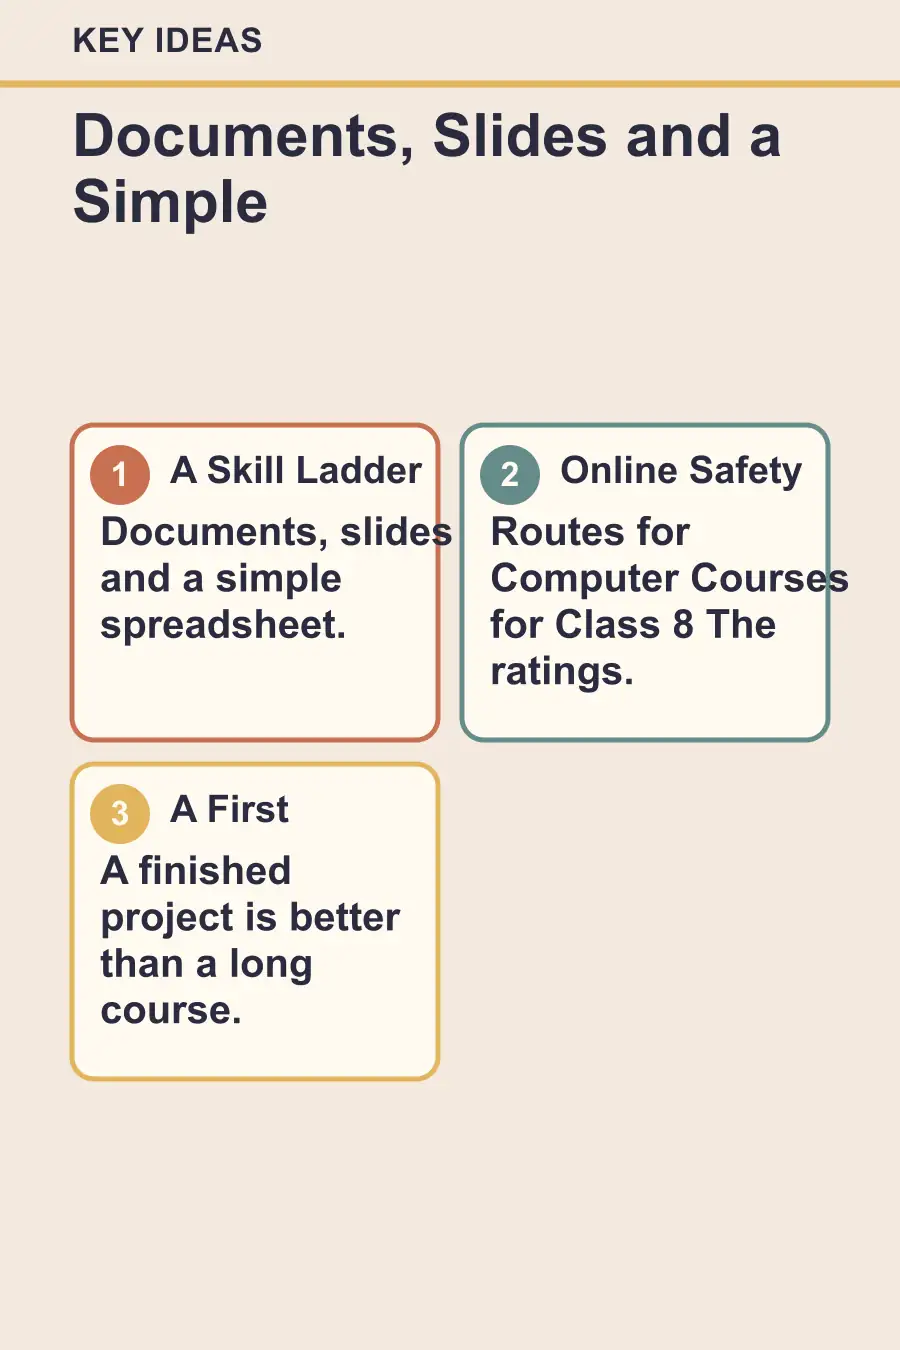 KEY IDEAS
Documents, Slides and a
Simple
1 A Skill Ladder
Documents, slides
and a simple
spreadsheet.
2 Online Safety
Routes for
Computer Courses
for Class 8 The
ratings.
3 A First
A finished
project is better
than a long
course.